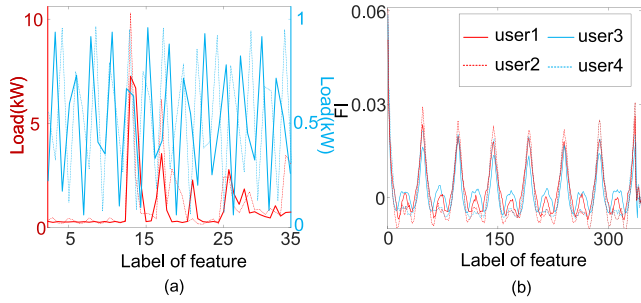 10
5
0
Load(kW)
1
0.5
0
Load(kW)
5
15
25
35
Label of feature
(a)
0.06
0.03
0
FI
user1
user3
user2
user4
0
150
300
Label of feature
(b)